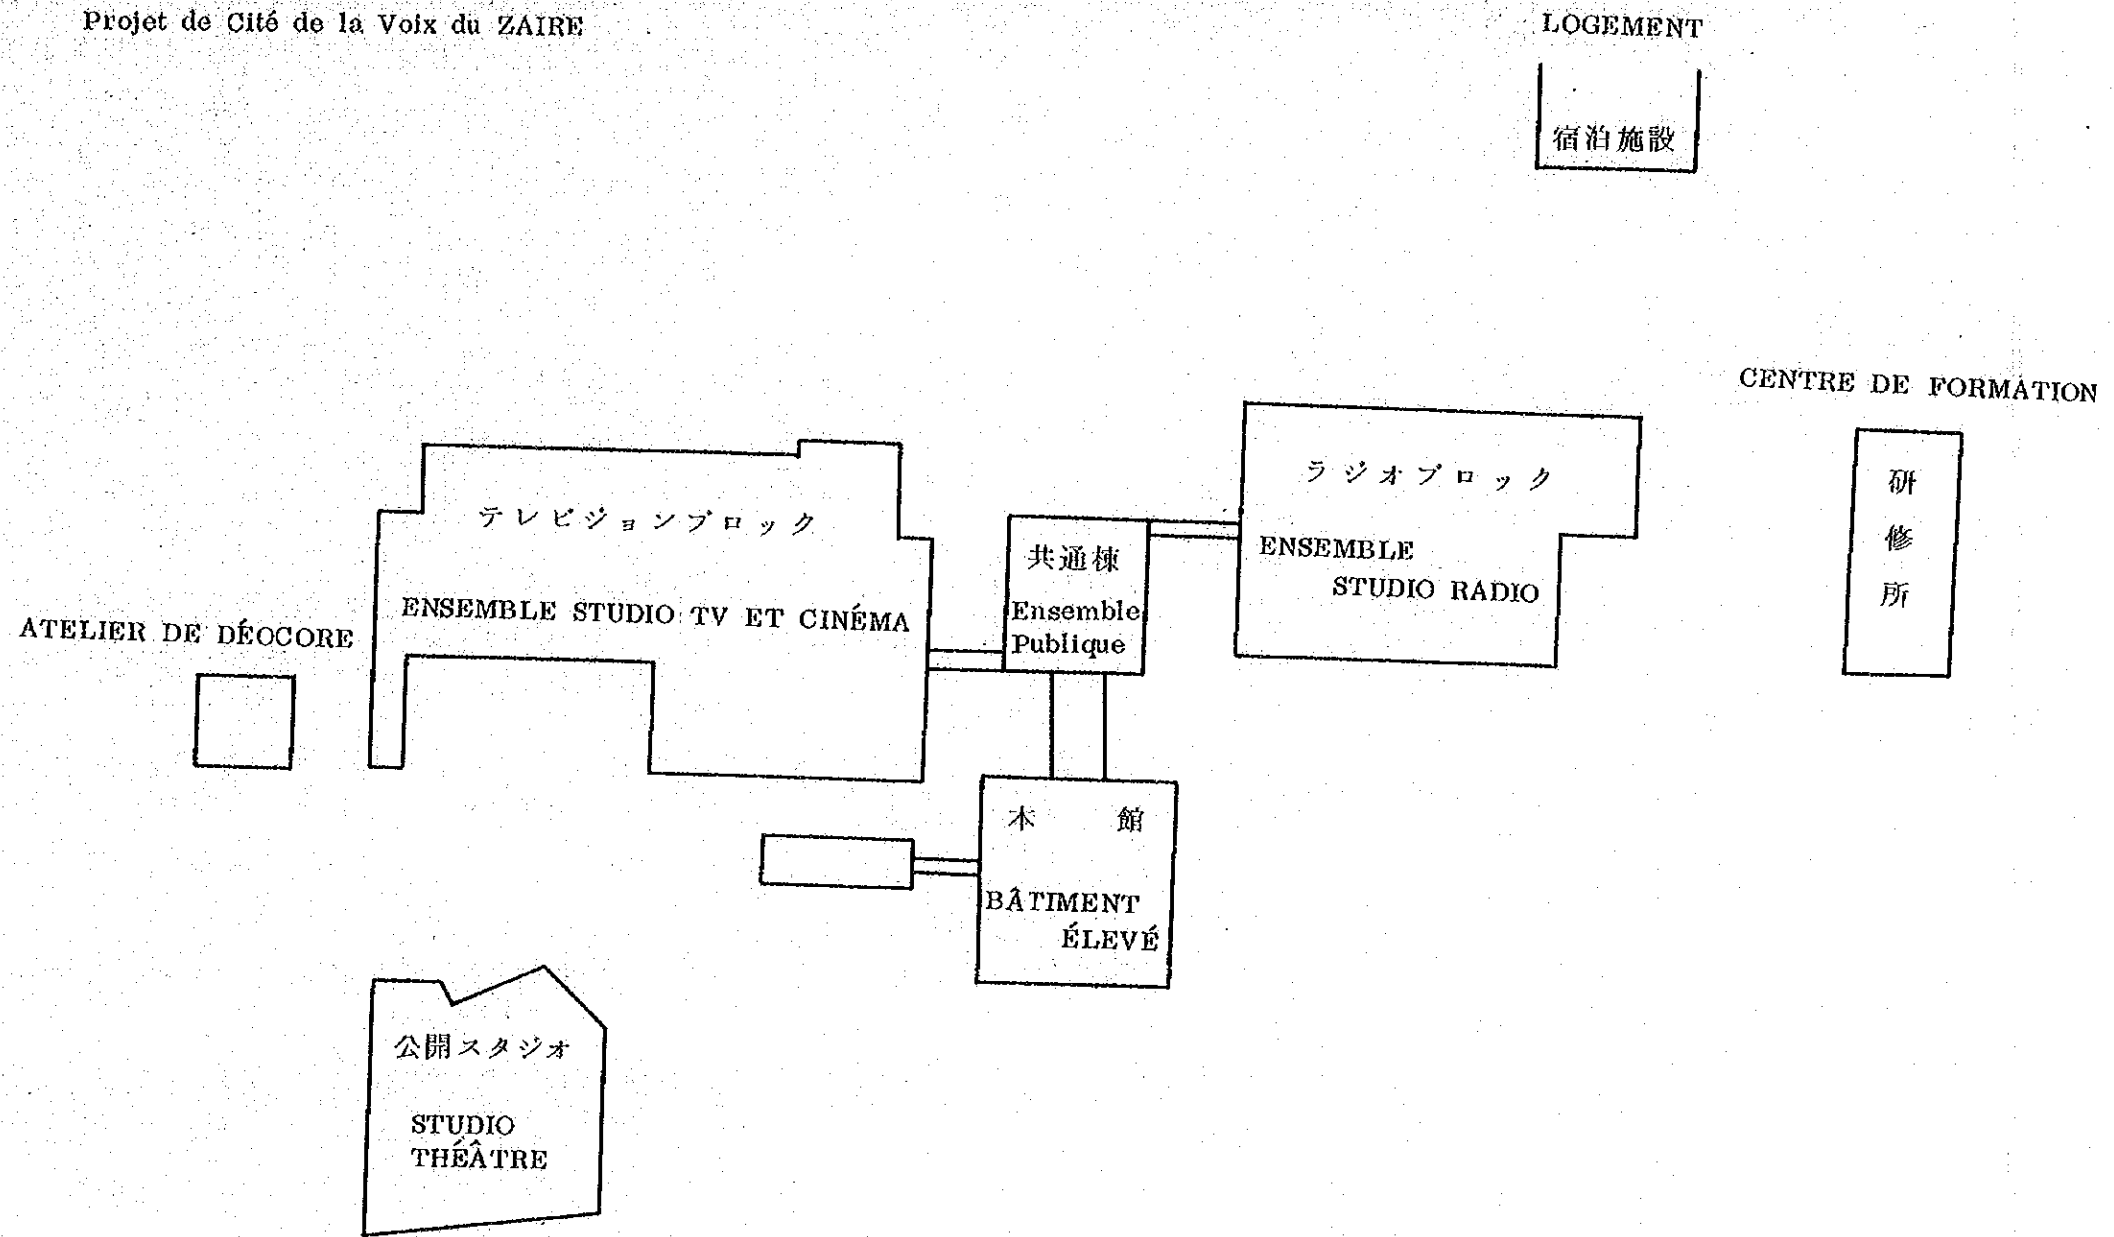 Projet de Cité de la Voix du ZAIRE
LOGEMENT
宿泊施設
CENTRE DE FORMATION
研修所
ラジオブロック
ENSEMBLE
STUDIO RADIO
テレビジョンブロック
ENSEMBLE STUDIO TV ET CINÉMA
共通棟
Ensemble
Publique
ATELIER DE DÉOCORE
本館
BÂTIMENT
ÉLEVÉ
公開スタジオ
STUDIO
THÉÂTRE